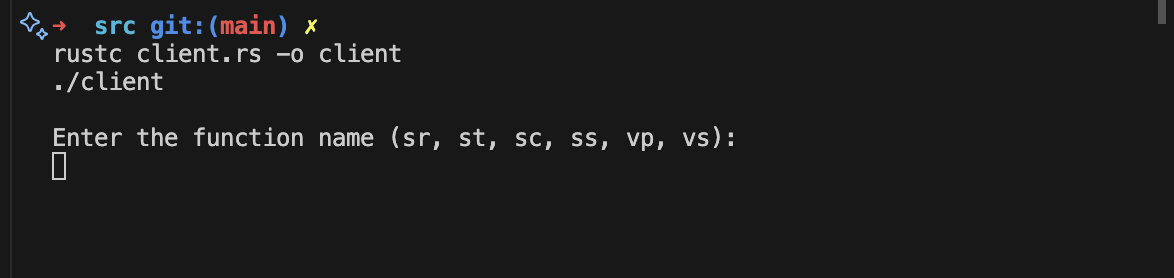 ➜ src git:(main) ✗
rustc client.rs -o client
./client
Enter the function name (sr, st, sc, ss, vp, vs):